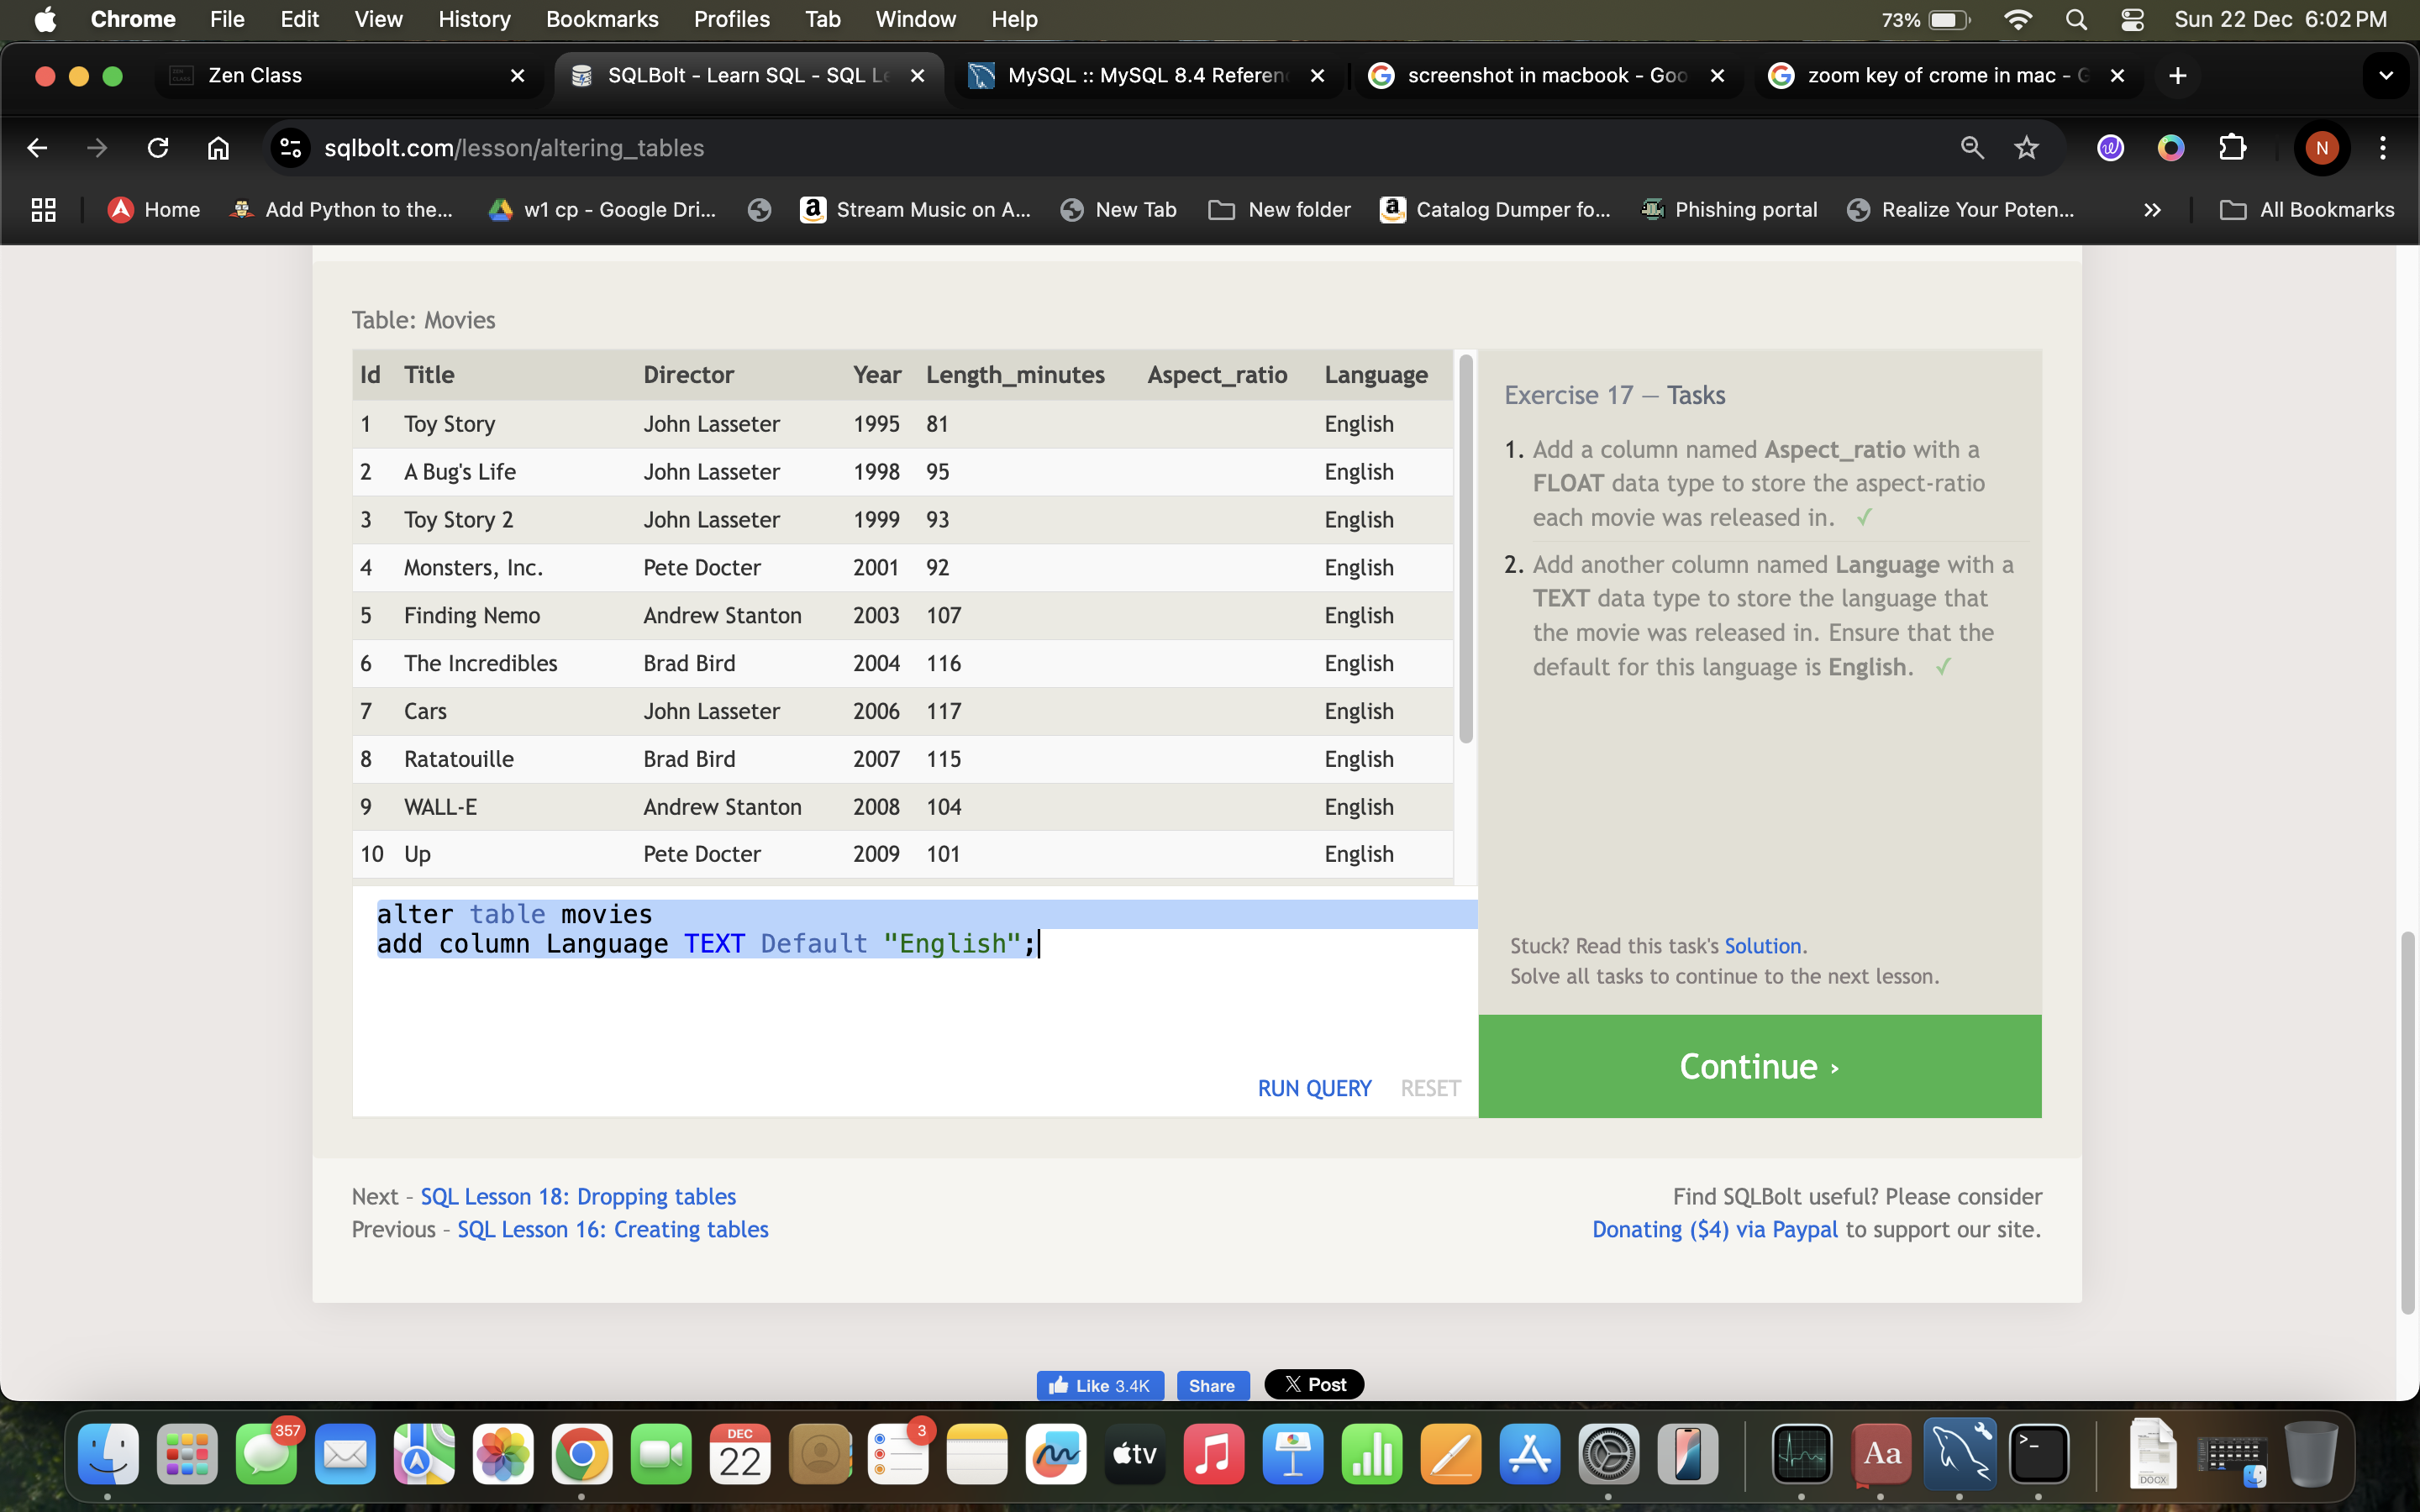 Chrome File Edit View History Bookmarks Profiles Tab Window Help 73% Sun 22 Dec 6:02 PM
Zen Class SQLBolt - Learn SQL - SQL Le MySQL :: MySQL 8.4 Referen screenshot in macbook - Goo zoom key of crome in mac - G
sqlbolt.com/lesson/altering_tables N
Home Add Python to the... w1 cp - Google Dri... Stream Music on A... New Tab New folder Catalog Dumper fo... Phishing portal Realize Your Poten... All Bookmarks
Table: Movies
Id Title Director Year Length_minutes Aspect_ratio Language
1 Toy Story John Lasseter 1995 81 English
2 A Bug's Life John Lasseter 1998 95 English
3 Toy Story 2 John Lasseter 1999 93 English
4 Monsters, Inc. Pete Docter 2001 92 English
5 Finding Nemo Andrew Stanton 2003 107 English
6 The Incredibles Brad Bird 2004 116 English
7 Cars John Lasseter 2006 117 English
8 Ratatouille Brad Bird 2007 115 English
9 WALL-E Andrew Stanton 2008 104 English
10 Up Pete Docter 2009 101 English
alter table movies
add column Language TEXT Default "English";
RUN QUERY RESET
Exercise 17 — Tasks
1. Add a column named Aspect_ratio with a
FLOAT data type to store the aspect-ratio
each movie was released in. ✓
2. Add another column named Language with a
TEXT data type to store the language that
the movie was released in. Ensure that the
default for this language is English. ✓
Stuck? Read this task's Solution.
Solve all tasks to continue to the next lesson.
Continue ›
Next – SQL Lesson 18: Dropping tables
Previous – SQL Lesson 16: Creating tables
Find SQLBolt useful? Please consider
Donating ($4) via Paypal to support our site.
Like 3.4K Share X Post
357
DEC
22
3
tv
Aa
>_
DOCX